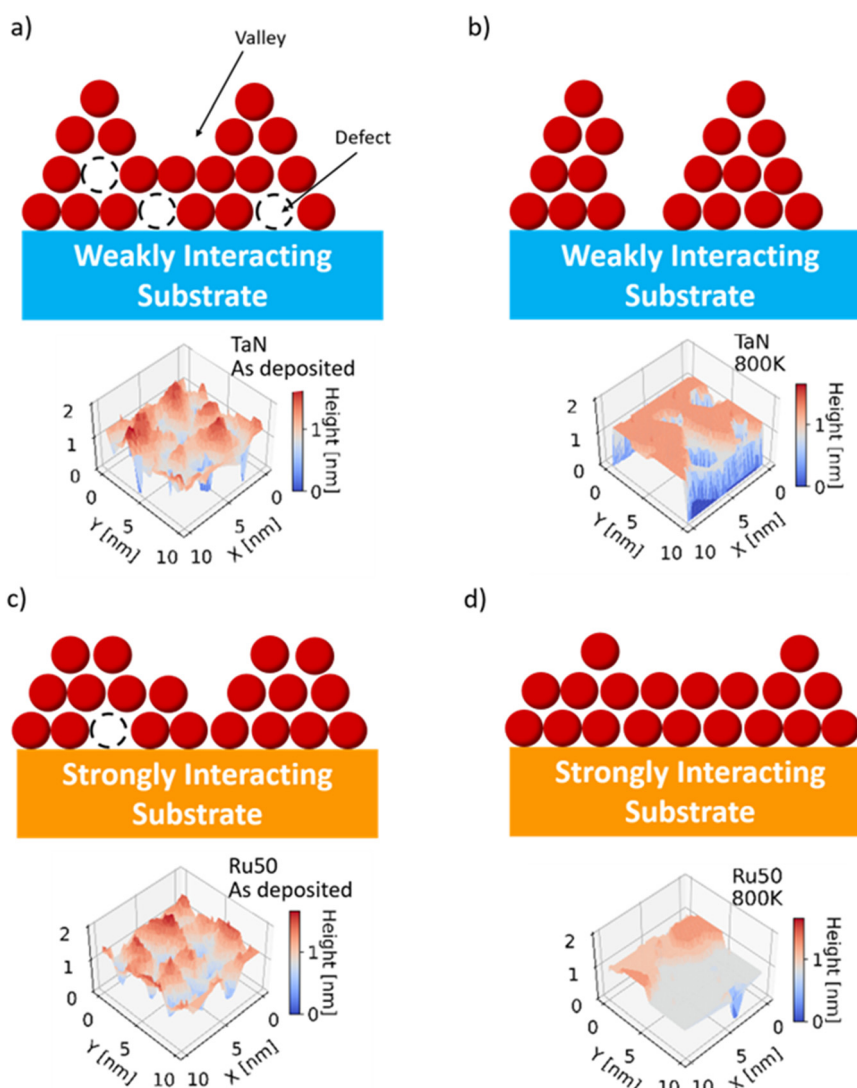 a)
Valley
Defect
Weakly Interacting
Substrate
TaN
As deposited
2
1
0
0
5
10
Y [nm]
10
5
0
X [nm]
1
0
Height [nm]
b)
Weakly Interacting
Substrate
TaN
800K
2
1
0
0
5
10
Y [nm]
10
5
0
X [nm]
1
0
Height [nm]
c)
Strongly Interacting
Substrate
Ru50
As deposited
2
1
0
0
5
10
Y [nm]
10
5
0
X [nm]
1
0
Height [nm]
d)
Strongly Interacting
Substrate
Ru50
800K
2
1
0
0
5
10
Y [nm]
10
5
0
X [nm]
1
0
Height [nm]